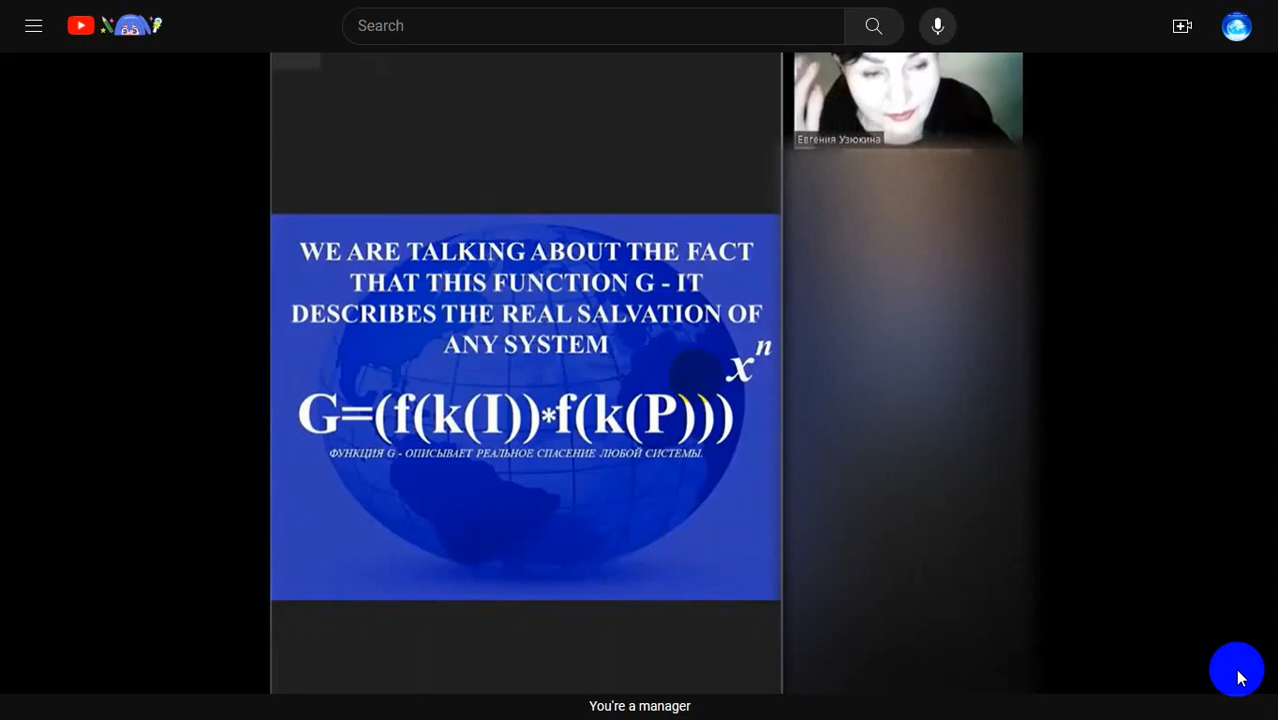 Search
Евгения Узюкина
WE ARE TALKING ABOUT THE FACT
THAT THIS FUNCTION G - IT
DESCRIBES THE REAL SALVATION OF
ANY SYSTEM
G=(f(k(I))*f(k(P))) xⁿ
ФУНКЦИЯ G - ОПИСЫВАЕТ РЕАЛЬНОЕ СПАСЕНИЕ ЛЮБОЙ СИСТЕМЫ.
You're a manager